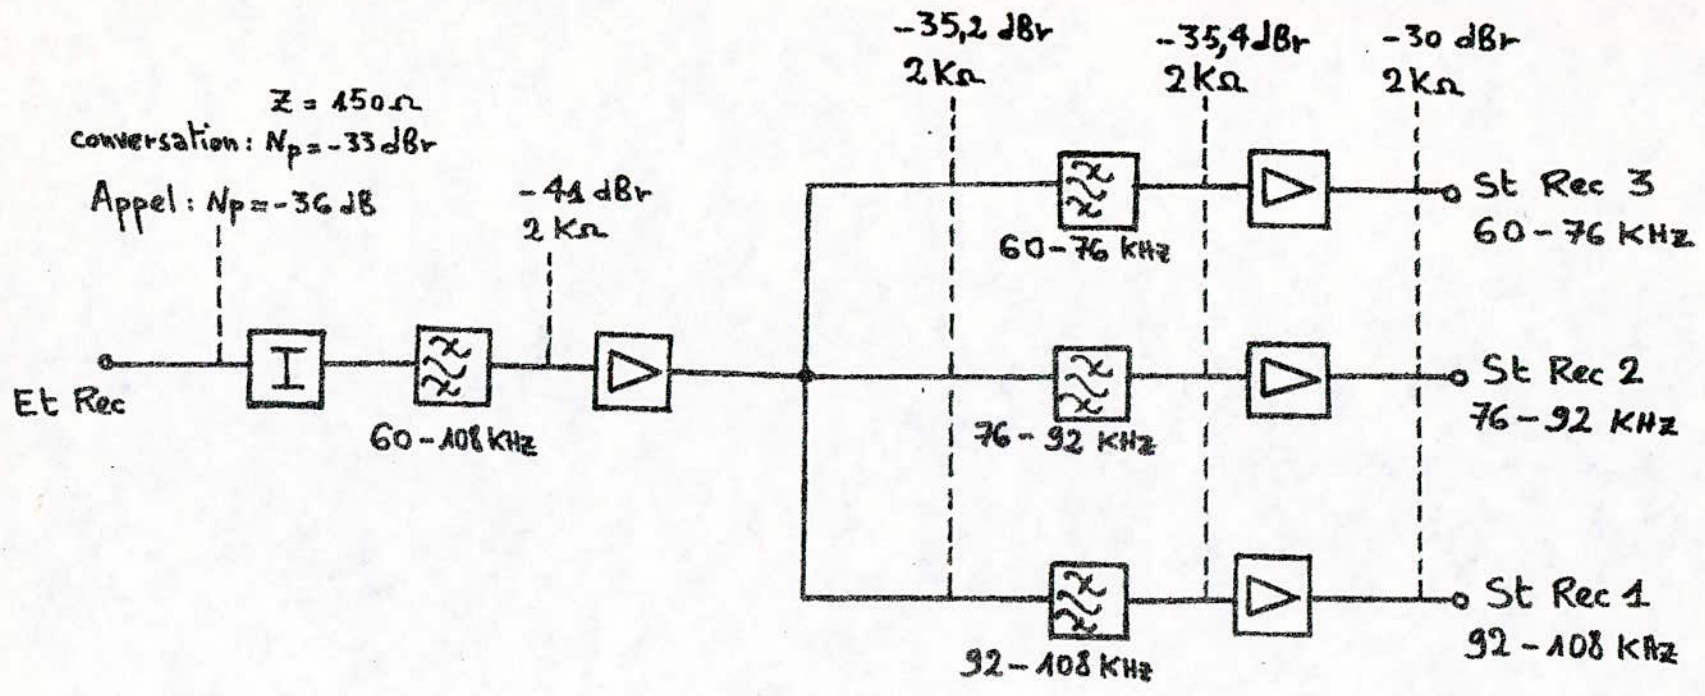 -35,2 dBr
2 KΩ
-35,4 dBr
2 KΩ
-30 dBr
2 KΩ
Z = 150 Ω
conversation: Np = -33 dBr
Appel: Np = -36 dB
-41 dBr
2 KΩ
St Rec 3
60-76 KHz
60-76 KHz
Et Rec
I
60-108 KHz
76-92 KHz
St Rec 2
76-92 KHz
92-108 KHz
St Rec 1
92-108 KHz